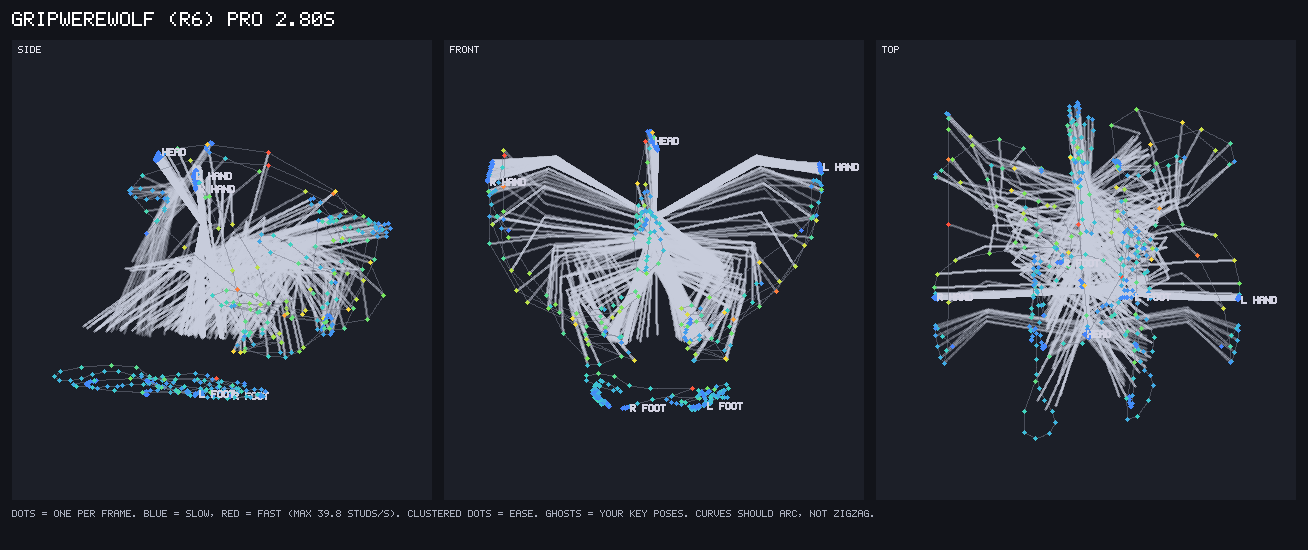 GRIPWEREWOLF (R6) PRO 2.80S
SIDE
FRONT
TOP
HEAD
L HAND
R HAND
L FOOT
R FOOT
HEAD
R HAND
L HAND
R FOOT
L FOOT
L FOOT
L HAND
DOTS = ONE PER FRAME. BLUE = SLOW, RED = FAST (MAX 39.8 STUDS/S). CLUSTERED DOTS = EASE. GHOSTS = YOUR KEY POSES. CURVES SHOULD ARC, NOT ZIGZAG.